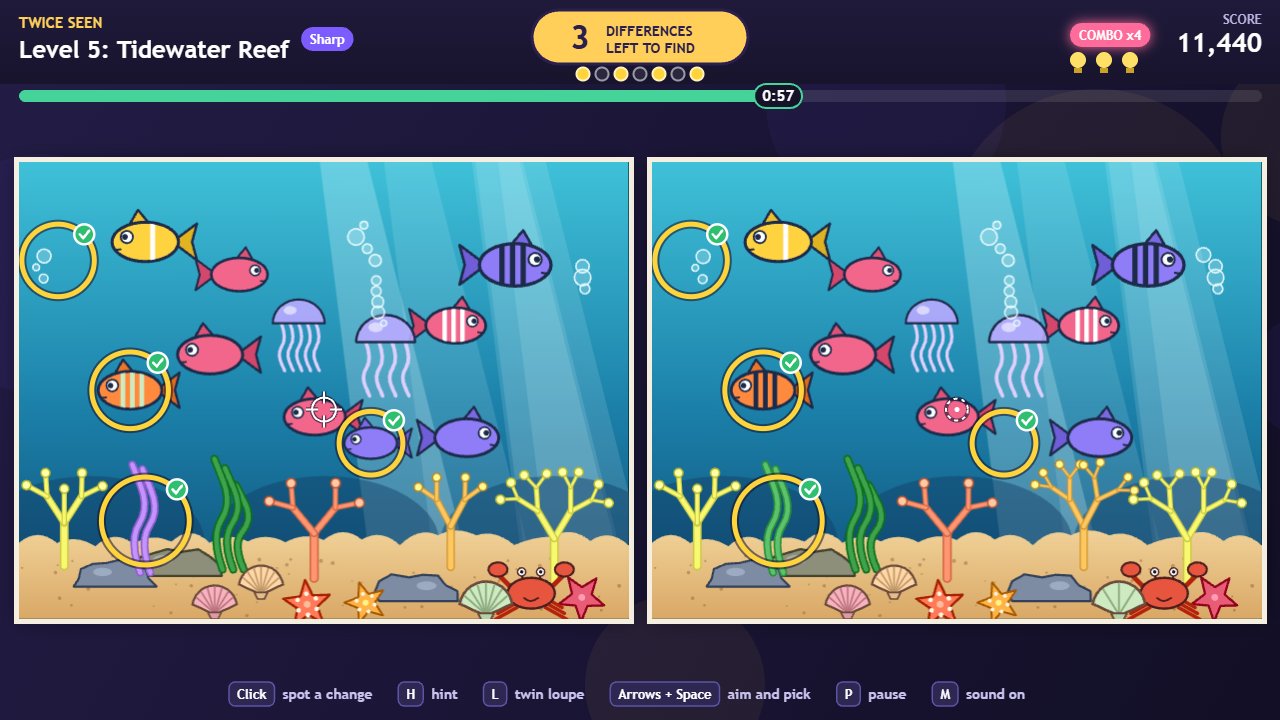 TWICE SEEN
Level 5: Tidewater Reef
Sharp
3
DIFFERENCES
LEFT TO FIND
COMBO x4
SCORE
11,440
0:57
Click spot a change
H hint
L twin loupe
Arrows + Space aim and pick
P pause
M sound on